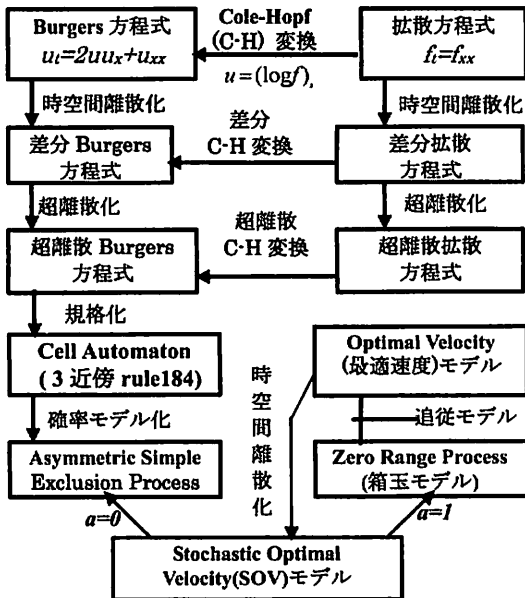 Burgers 方程式
u_t=2uu_x+u_xx
Cole-Hopf
(C-H) 変換
u=(log f)_x
拡散方程式
f_t=f_xx
時空間離散化
時空間離散化
差分 Burgers
方程式
差分
C-H 変換
差分拡散
方程式
超離散化
超離散化
超離散 Burgers
方程式
超離散
C-H 変換
超離散拡散
方程式
規格化
Cell Automaton
(3 近傍 rule184)
時空間離散化
Optimal Velocity
(最適速度)モデル
確率モデル化
追従モデル
Asymmetric Simple
Exclusion Process
Zero Range Process
(箱玉モデル)
a=0
a=1
Stochastic Optimal
Velocity(SOV)モデル